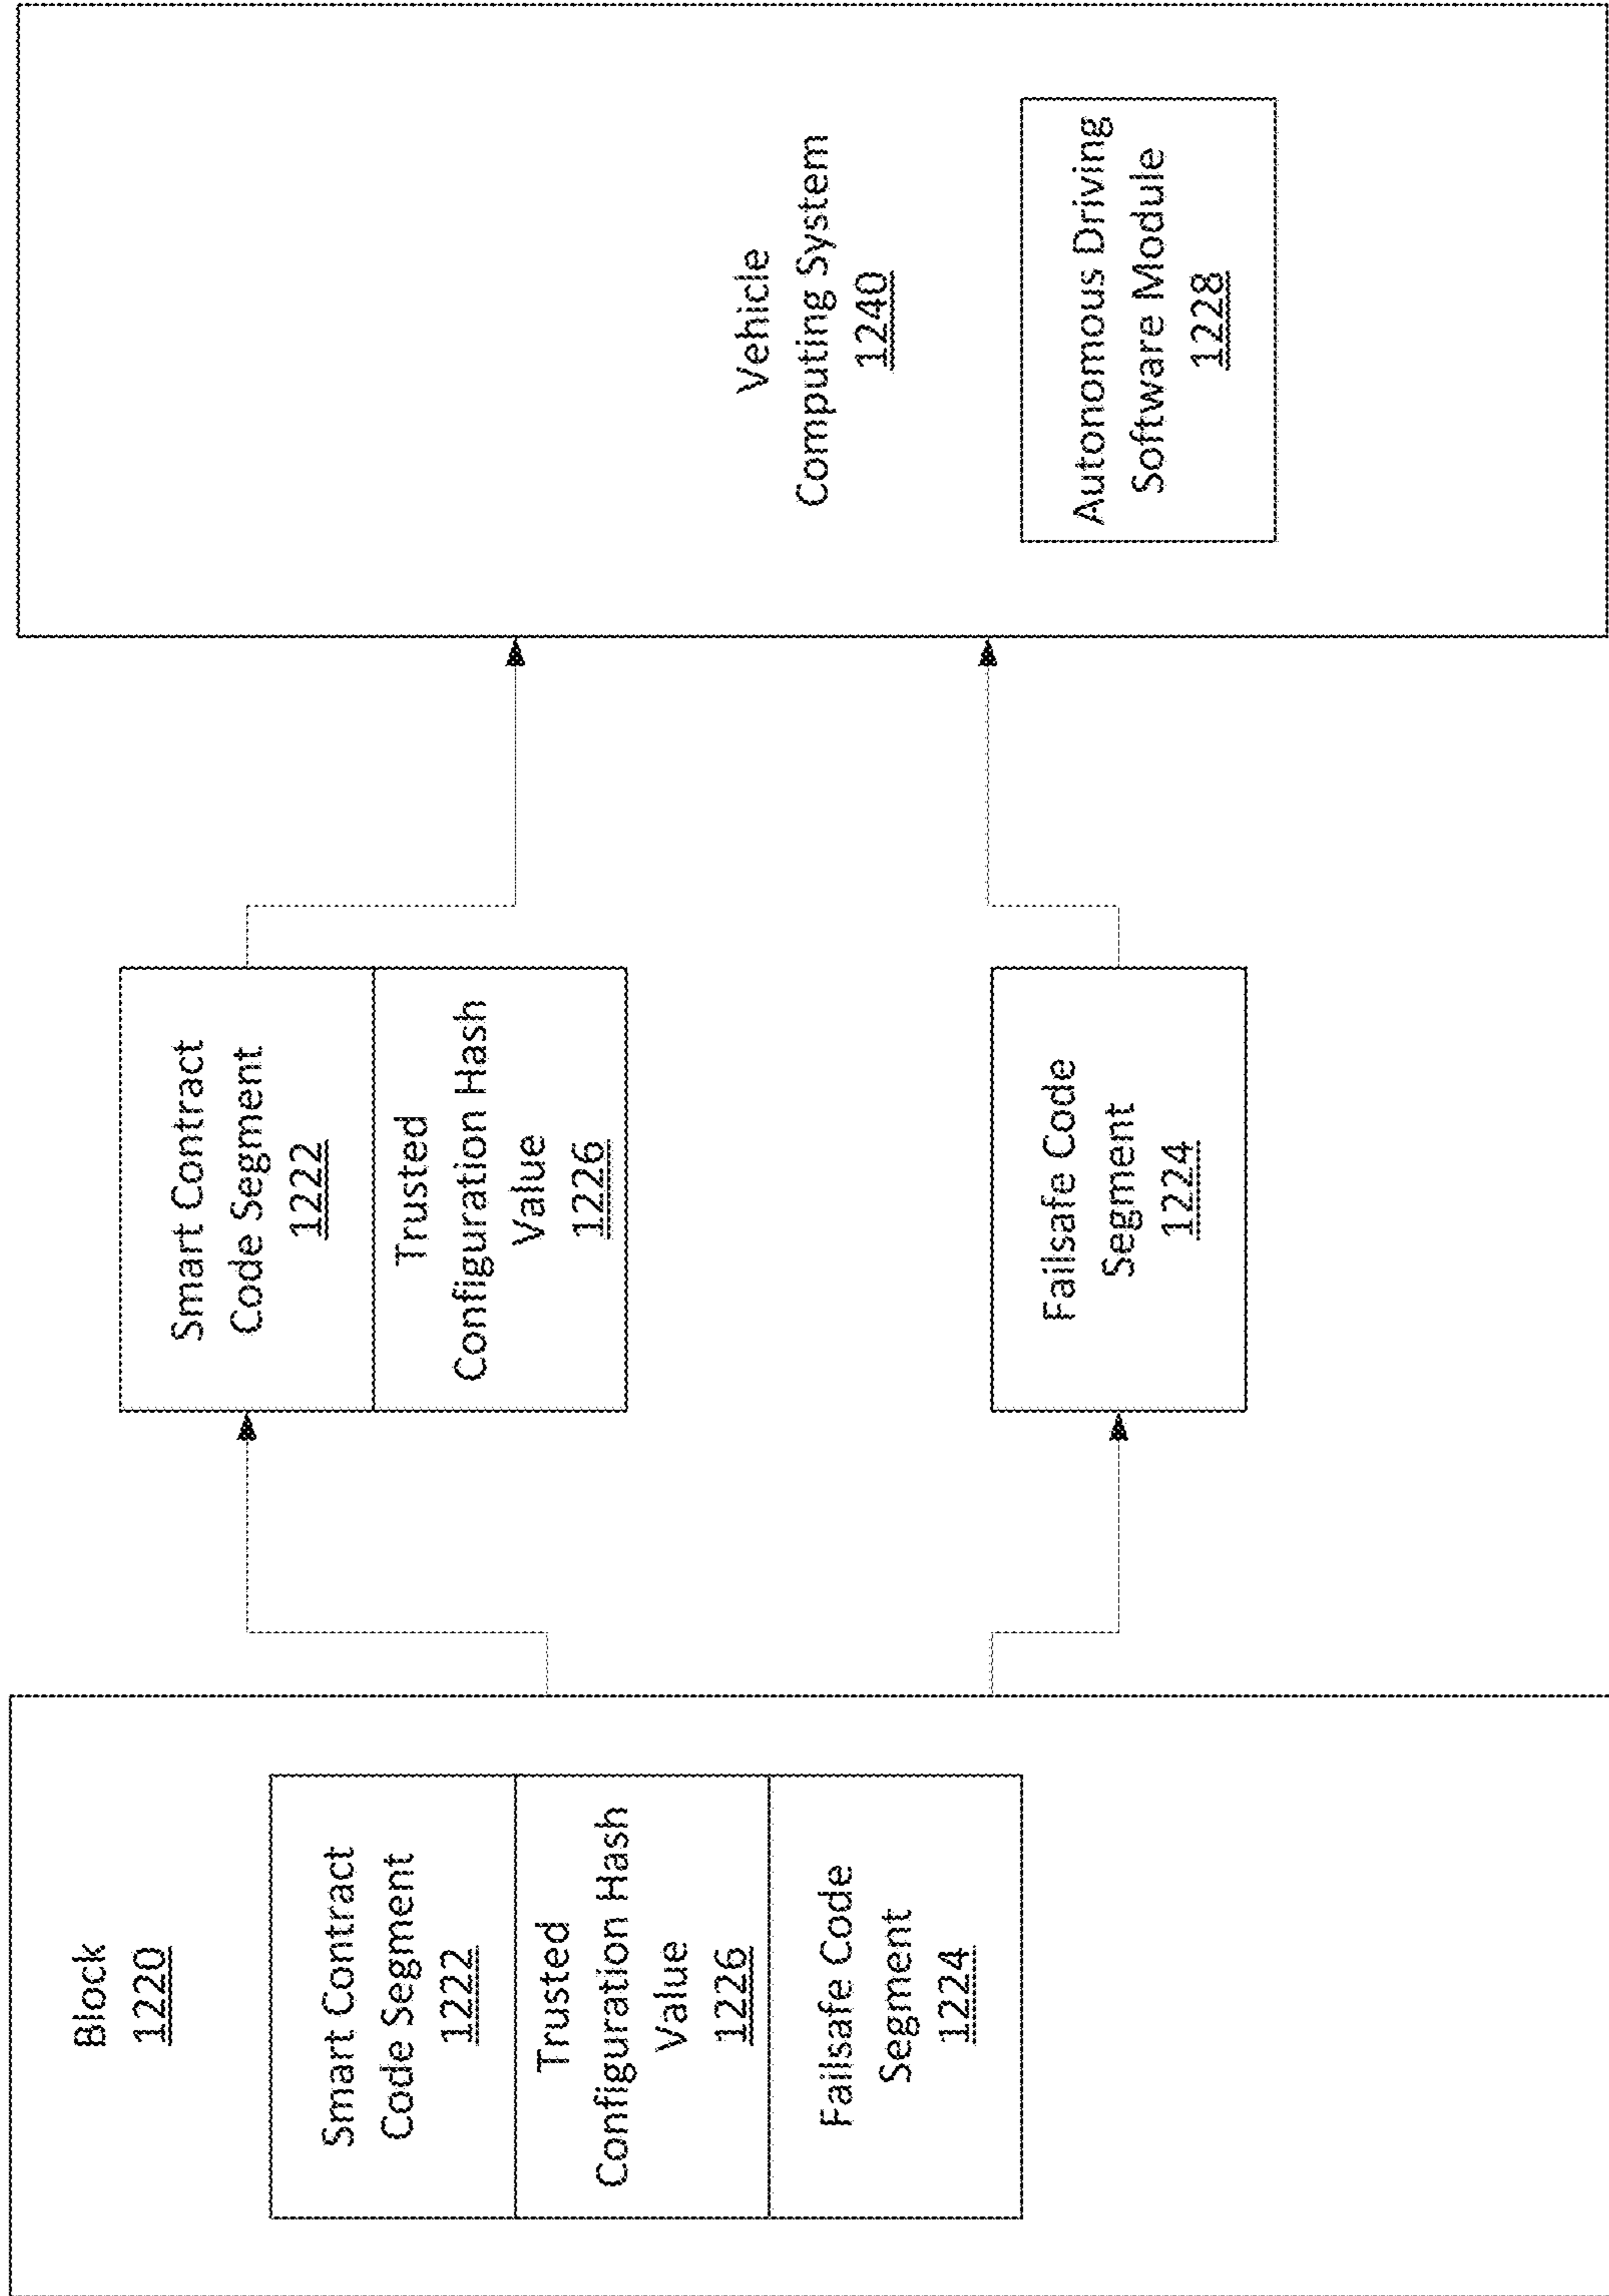 Block
1220
Smart Contract
Code Segment
1222
Trusted
Configuration Hash
Value
1226
Failsafe Code
Segment
1224
Smart Contract
Code Segment
1222
Trusted
Configuration Hash
Value
1226
Failsafe Code
Segment
1224
Vehicle
Computing System
1240
Autonomous Driving
Software Module
1228